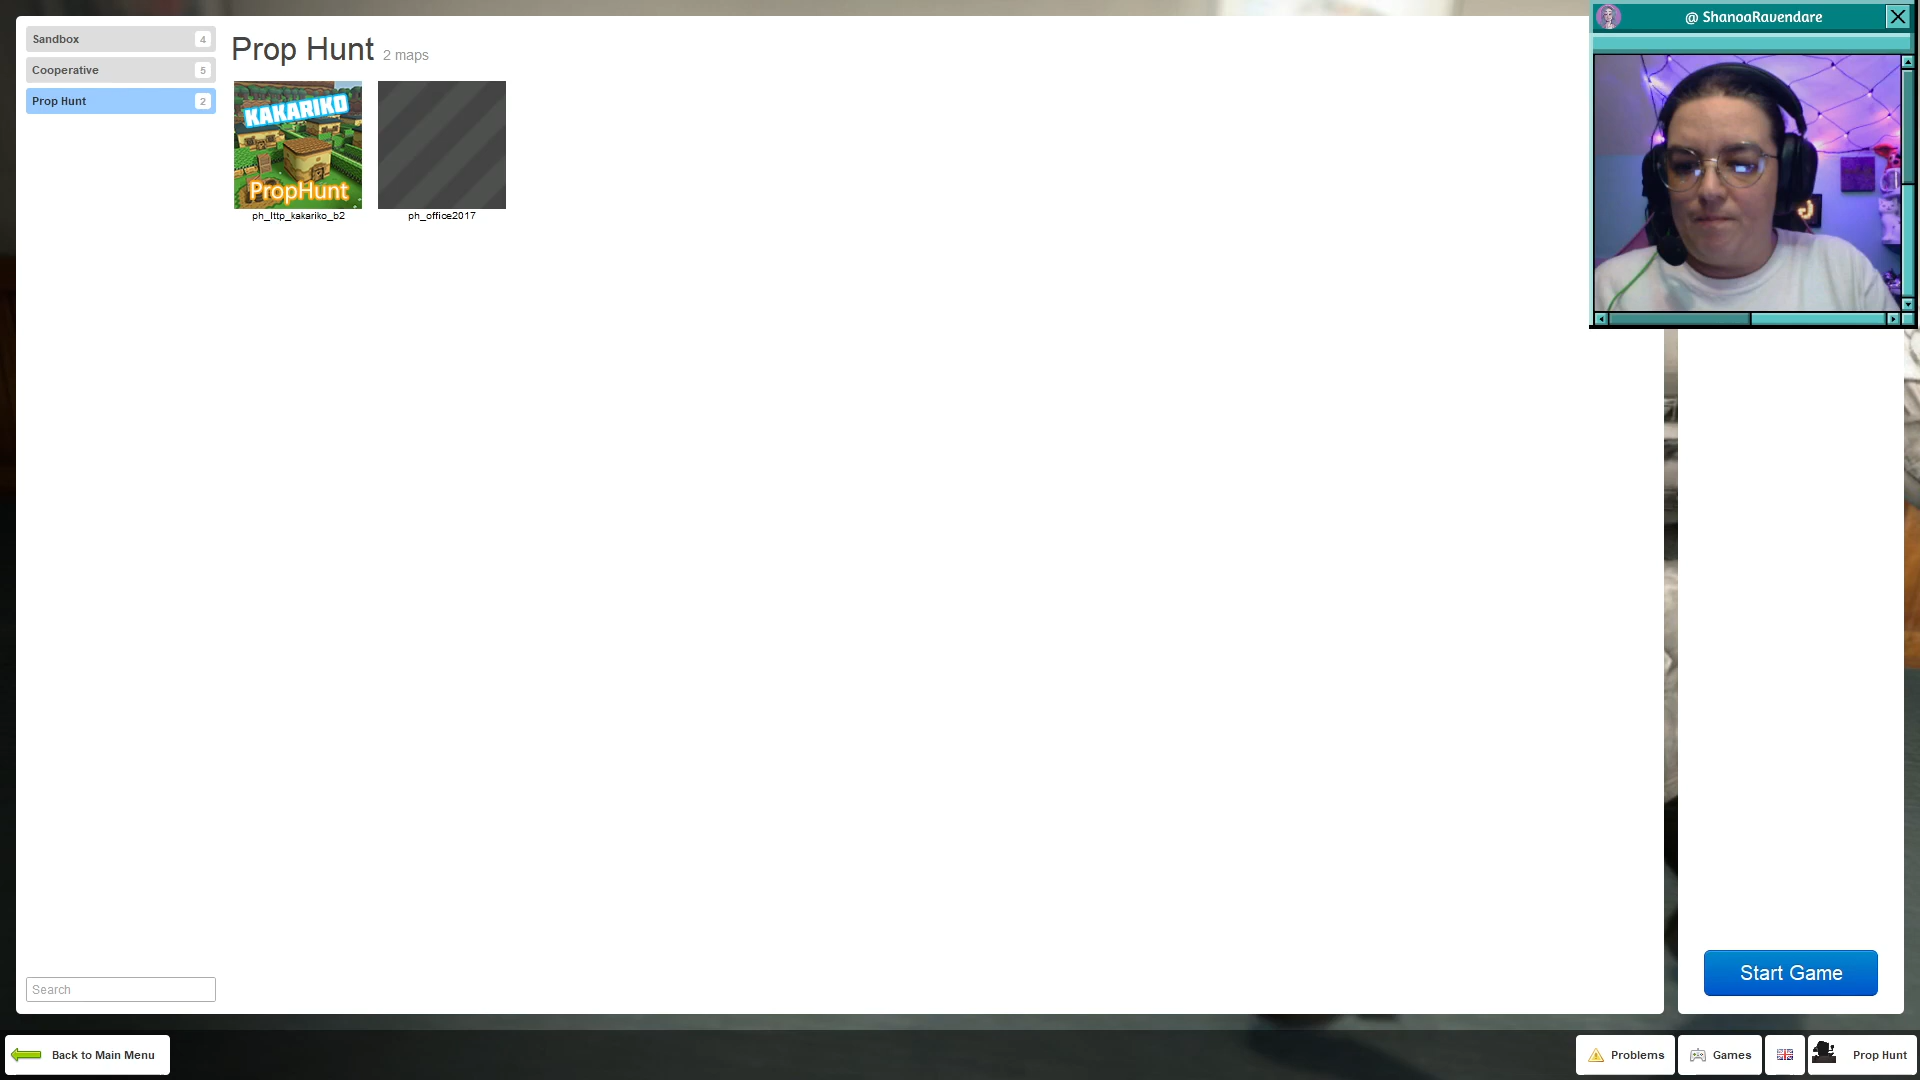 Sandbox 4
Cooperative 5
Prop Hunt 2
Prop Hunt 2 maps
KAKARIKO
PropHunt
ph_lttp_kakariko_b2
ph_office2017
@ ShanoaRavendare
Search
Start Game
Back to Main Menu
Problems
Games
Prop Hunt